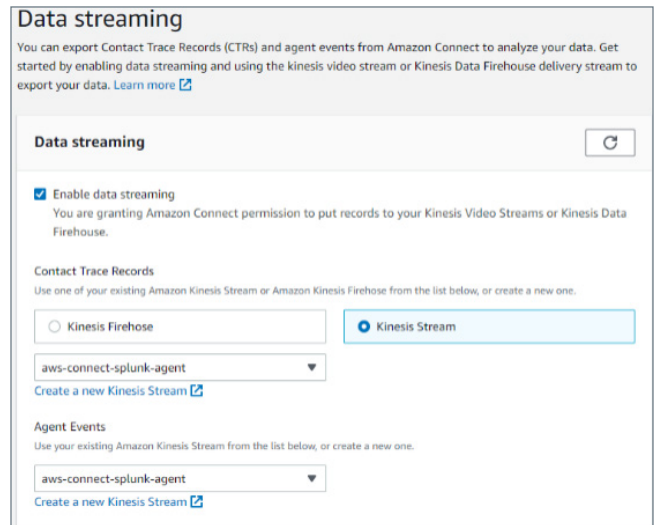 Data streaming
You can export Contact Trace Records (CTRs) and agent events from Amazon Connect to analyze your data. Get
started by enabling data streaming and using the kinesis video stream or Kinesis Data Firehouse delivery stream to
export your data. Learn more
Data streaming
Enable data streaming
You are granting Amazon Connect permission to put records to your Kinesis Video Streams or Kinesis Data
Firehouse.
Contact Trace Records
Use one of your existing Amazon Kinesis Stream or Amazon Kinesis Firehose from the list below, or create a new one.
Kinesis Firehose
Kinesis Stream
aws-connect-splunk-agent
Create a new Kinesis Stream
Agent Events
Use your existing Amazon Kinesis Stream from the list below, or create a new one.
aws-connect-splunk-agent
Create a new Kinesis Stream